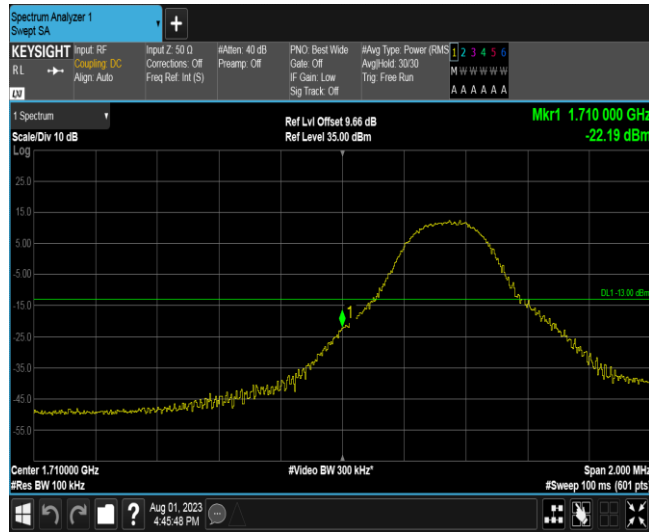 Spectrum Analyzer 1
Swept SA
+
KEYSIGHT
RL
LXI
Input: RF
Coupling: DC
Align: Auto
Input Z: 50 Ω
Corrections: Off
Freq Ref: Int (S)
#Atten: 40 dB
Preamp: Off
PNO: Best Wide
Gate: Off
IF Gain: Low
Sig Track: Off
#Avg Type: Power (RMS
Avg|Hold: 30/30
Trig: Free Run
1 2 3 4 5 6
M W W W W W
A A A A A A
1 Spectrum
Scale/Div 10 dB
Log
Ref Lvl Offset 9.66 dB
Ref Level 35.00 dBm
Mkr1 1.710 000 GHz
-22.19 dBm
25.0
15.0
5.00
-5.00
DL1 -13.00 dBm
-15.0
1
-25.0
-35.0
-45.0
-55.0
Center 1.710000 GHz
#Res BW 100 kHz
#Video BW 300 kHz*
Span 2.000 MHz
#Sweep 100 ms (601 pts)
?
Aug 01, 2023
4:45:48 PM